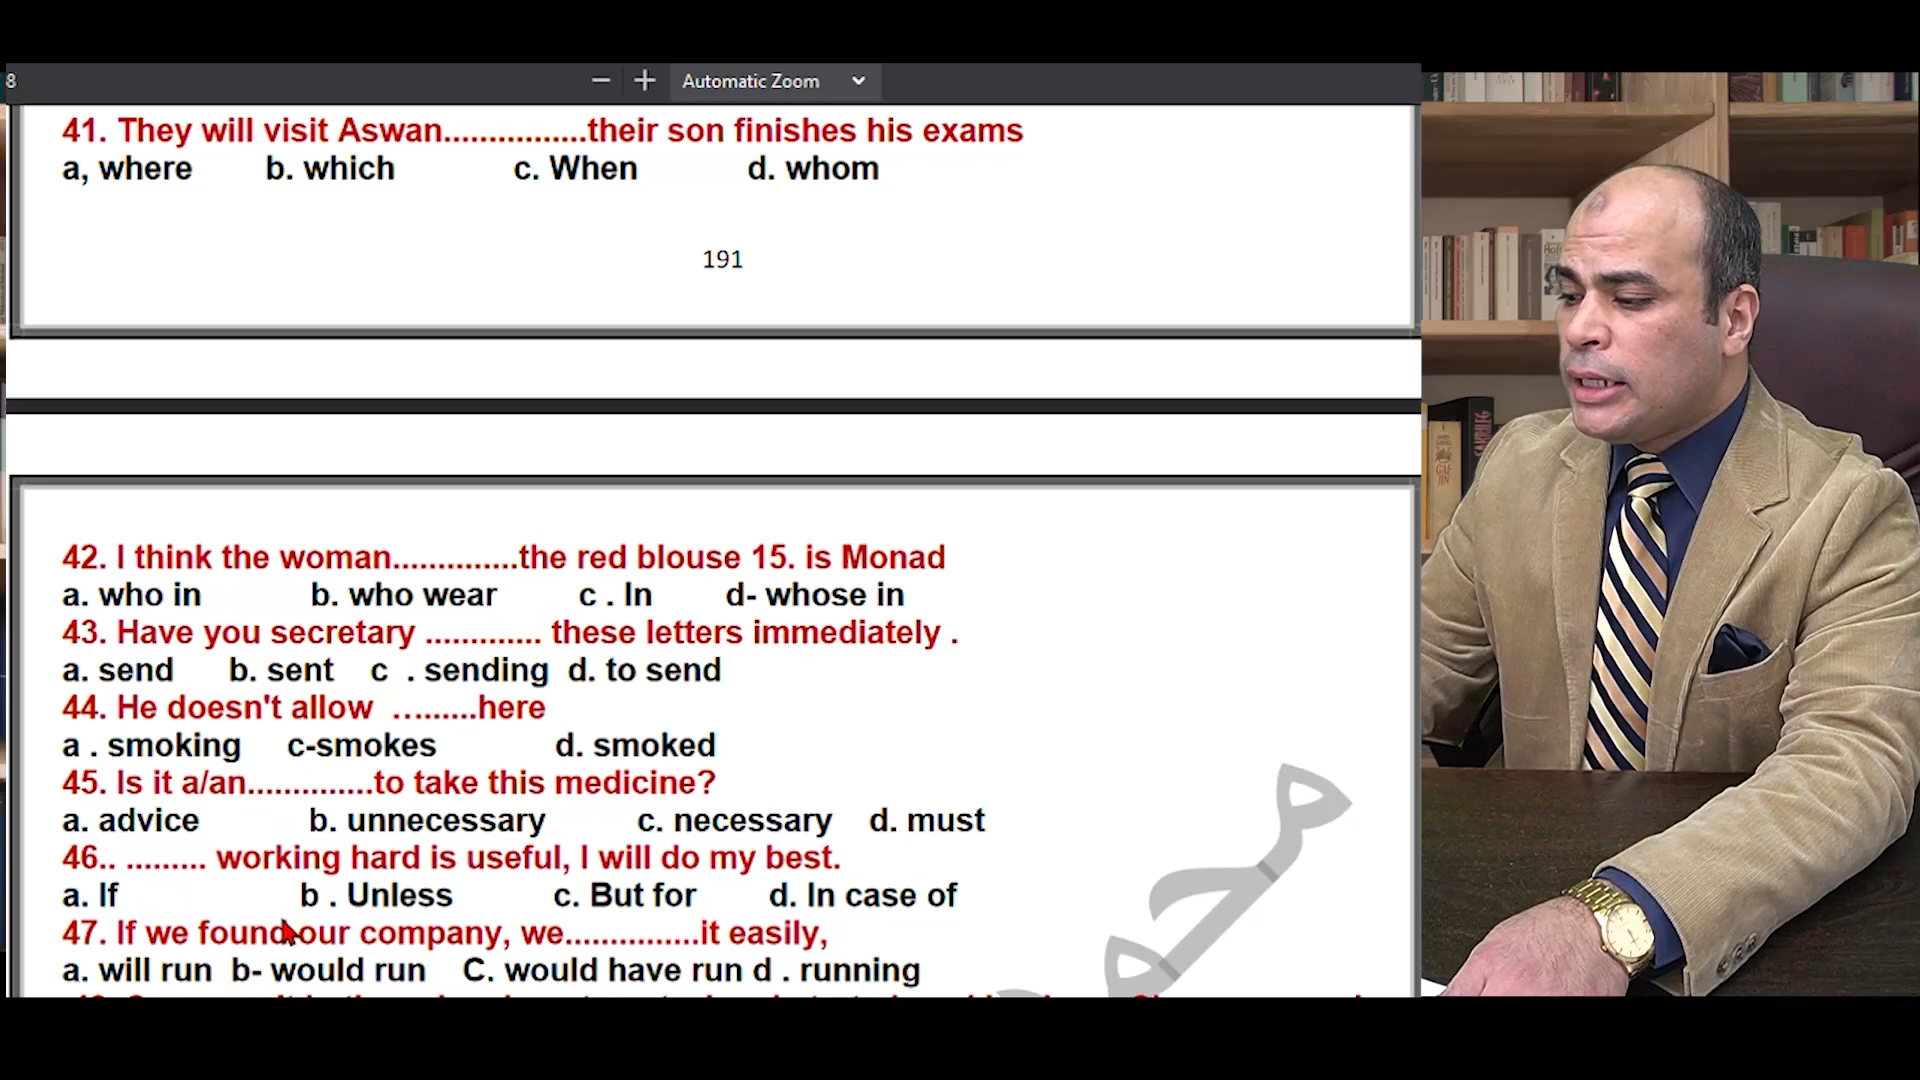 8
Automatic Zoom
41. They will visit Aswan................their son finishes his exams
a, where b. which c. When d. whom
191
42. I think the woman..............the red blouse 15. is Monad
a. who in b. who wear c . In d- whose in
43. Have you secretary ............. these letters immediately .
a. send b. sent c . sending d. to send
44. He doesn't allow ….......here
a . smoking c-smokes d. smoked
45. Is it a/an..............to take this medicine?
a. advice b. unnecessary c. necessary d. must
46.. ......... working hard is useful, I will do my best.
a. If b . Unless c. But for d. In case of
47. If we found our company, we...............it easily,
a. will run b- would run C. would have run d . running